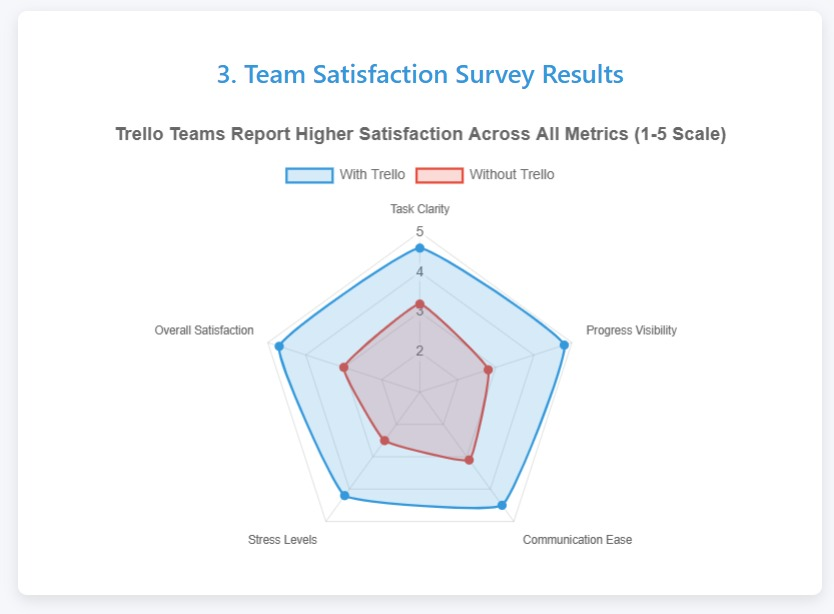 3. Team Satisfaction Survey Results
Trello Teams Report Higher Satisfaction Across All Metrics (1-5 Scale)
With Trello Without Trello
Task Clarity
5
4
3
2
Overall Satisfaction
Progress Visibility
Stress Levels
Communication Ease